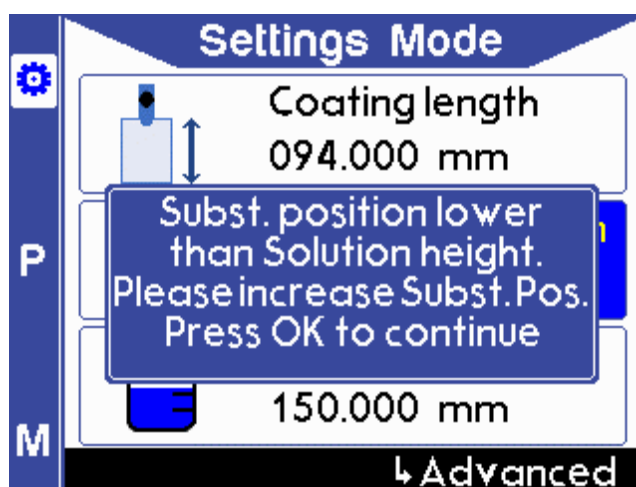 Settings Mode
Coating length
094.000 mm
Subst. position lower
than Solution height.
Please increase Subst. Pos.
Press OK to continue
P
150.000 mm
M
↳ Advanced